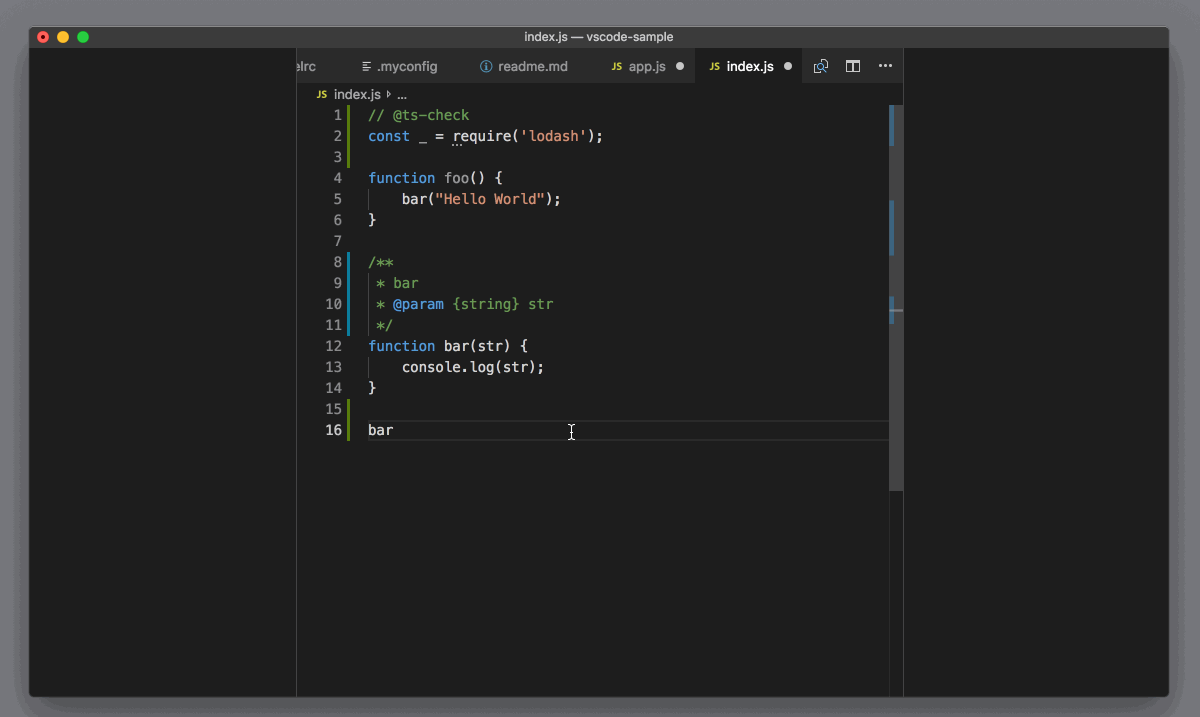 index.js — vscode-sample
elrc .myconfig readme.md JS app.js JS index.js
JS index.js ...
1 // @ts-check
2 const _ = require('lodash');
3
4 function foo() {
5 bar("Hello World");
6 }
7
8 /**
9 * bar
10 * @param {string} str
11 */
12 function bar(str) {
13 console.log(str);
14 }
15
16 bar